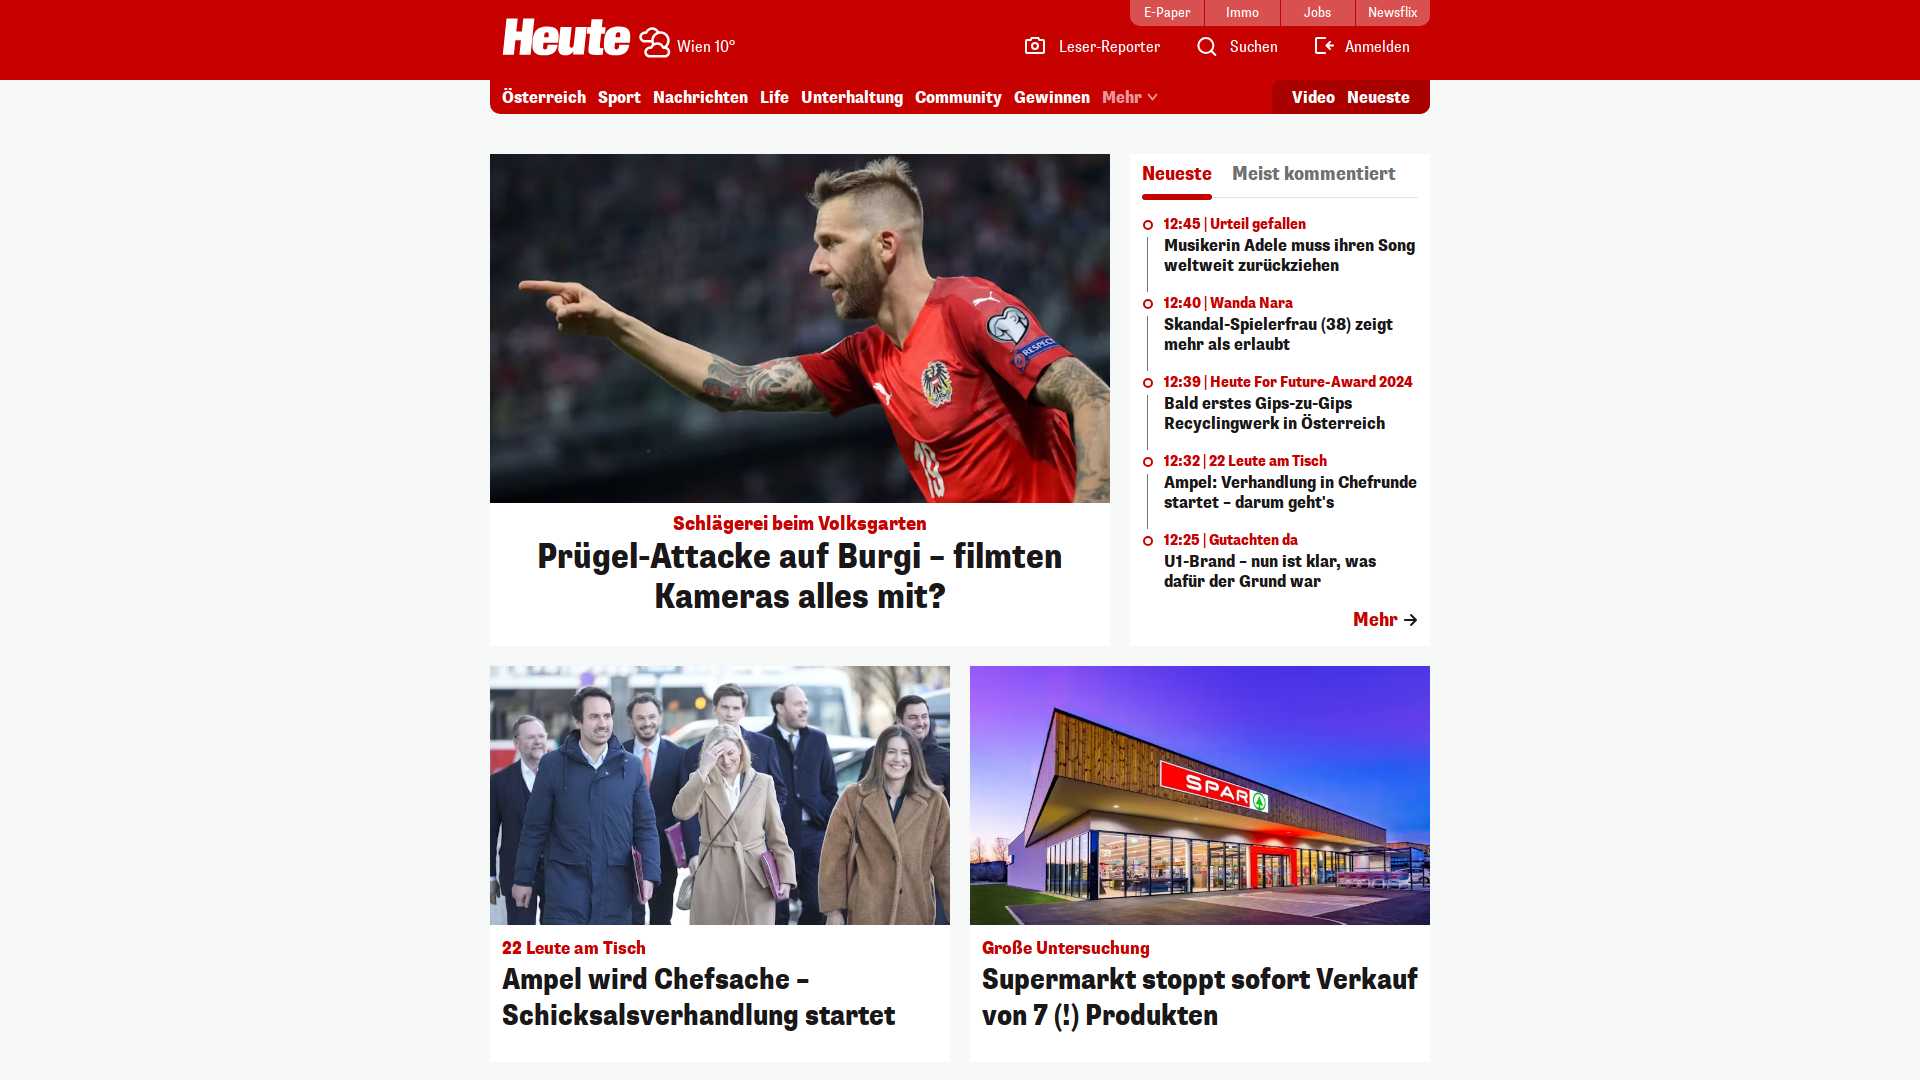 E-Paper
Immo
Jobs
Newsflix
Heute
Wien 10°
Leser-Reporter
Suchen
Anmelden
Österreich
Sport
Nachrichten
Life
Unterhaltung
Community
Gewinnen
Mehr
Video
Neueste
RESPECT
19
Schlägerei beim Volksgarten
Prügel-Attacke auf Burgi – filmten
Kameras alles mit?
Neueste
Meist kommentiert
12:45 | Urteil gefallen
Musikerin Adele muss ihren Song
weltweit zurückziehen
12:40 | Wanda Nara
Skandal-Spielerfrau (38) zeigt
mehr als erlaubt
12:39 | Heute For Future-Award 2024
Bald erstes Gips-zu-Gips
Recyclingwerk in Österreich
12:32 | 22 Leute am Tisch
Ampel: Verhandlung in Chefrunde
startet – darum geht's
12:25 | Gutachten da
U1-Brand – nun ist klar, was
dafür der Grund war
Mehr
22 Leute am Tisch
Ampel wird Chefsache –
Schicksalsverhandlung startet
SPAR
Große Untersuchung
Supermarkt stoppt sofort Verkauf
von 7 (!) Produkten